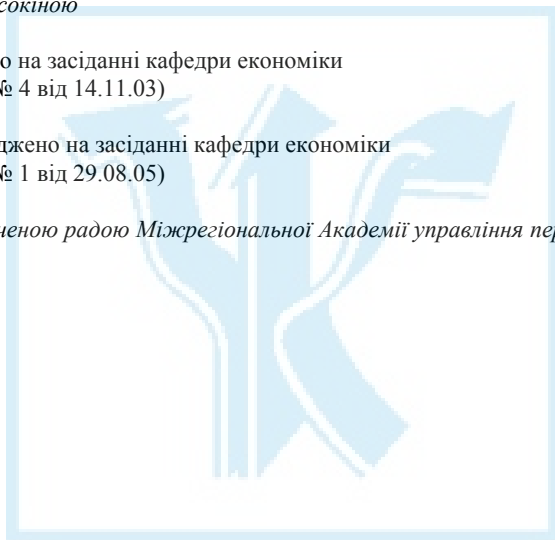 сокіною
о на засіданні кафедри економіки
№ 4 від 14.11.03)
джено на засіданні кафедри економіки
№ 1 від 29.08.05)
ченою радою Міжрегіональної Академії управління пер